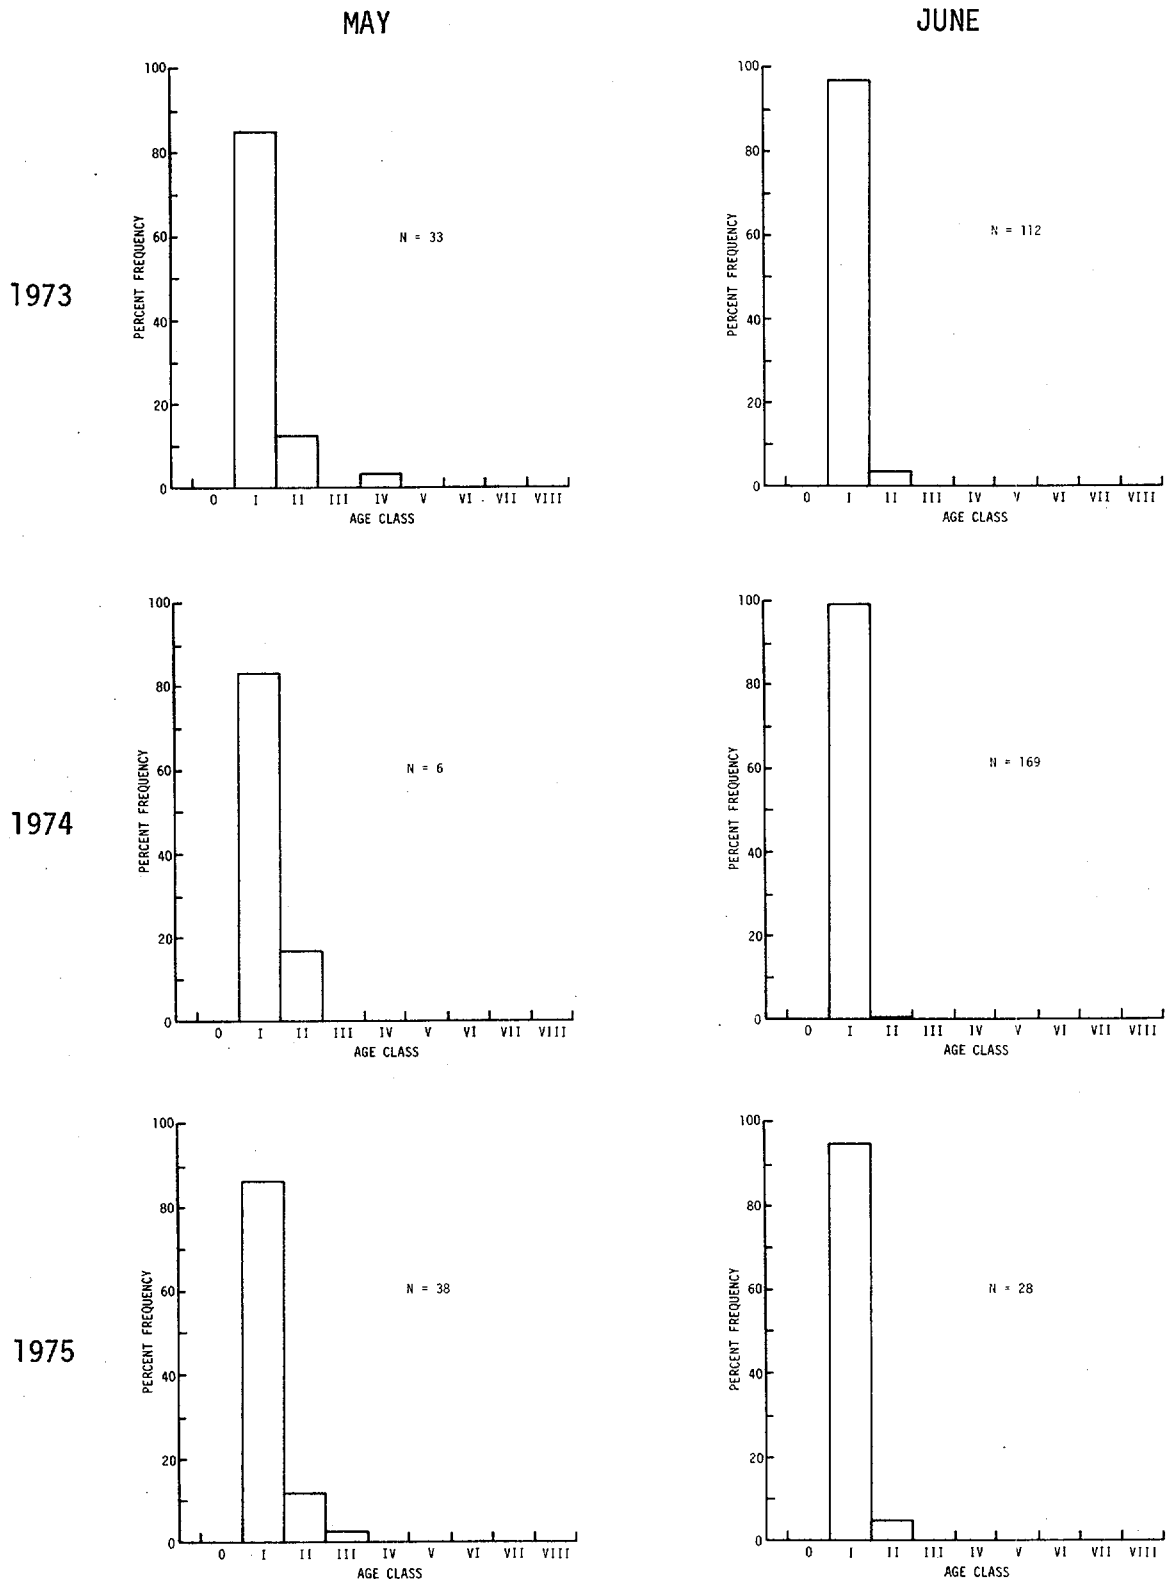 MAY
JUNE
1973
100
80
60
40
20
0
PERCENT FREQUENCY
N = 33
0 I II III IV V VI VII VIII
AGE CLASS
100
80
60
40
20
0
PERCENT FREQUENCY
N = 112
0 I II III IV V VI VII VIII
AGE CLASS
1974
100
80
60
40
20
0
PERCENT FREQUENCY
N = 6
0 I II III IV V VI VII VIII
AGE CLASS
100
80
60
40
20
0
PERCENT FREQUENCY
N = 169
0 I II III IV V VI VII VIII
AGE CLASS
1975
100
80
60
40
20
0
PERCENT FREQUENCY
N = 38
0 I II III IV V VI VII VIII
AGE CLASS
100
80
60
40
20
0
PERCENT FREQUENCY
N = 28
0 I II III IV V VI VII VIII
AGE CLASS